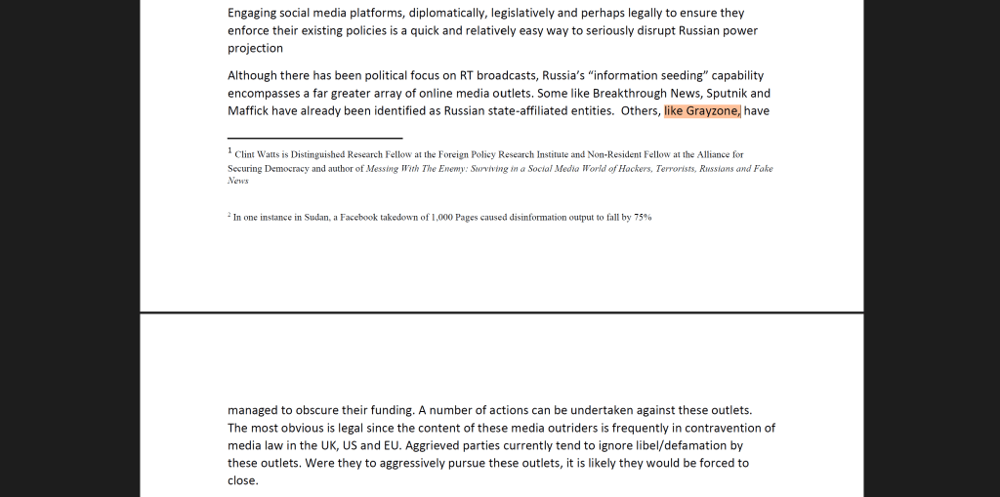 Engaging social media platforms, diplomatically, legislatively and perhaps legally to ensure they
enforce their existing policies is a quick and relatively easy way to seriously disrupt Russian power
projection
Although there has been political focus on RT broadcasts, Russia's “information seeding” capability
encompasses a far greater array of online media outlets. Some like Breakthrough News, Sputnik and
Maffick have already been identified as Russian state-affiliated entities.  Others, like Grayzone, have
1 Clint Watts is Distinguished Research Fellow at the Foreign Policy Research Institute and Non-Resident Fellow at the Alliance for
Securing Democracy and author of Messing With The Enemy: Surviving in a Social Media World of Hackers, Terrorists, Russians and Fake
News
2 In one instance in Sudan, a Facebook takedown of 1,000 Pages caused disinformation output to fall by 75%
managed to obscure their funding. A number of actions can be undertaken against these outlets.
The most obvious is legal since the content of these media outriders is frequently in contravention of
media law in the UK, US and EU. Aggrieved parties currently tend to ignore libel/defamation by
these outlets. Were they to aggressively pursue these outlets, it is likely they would be forced to
close.